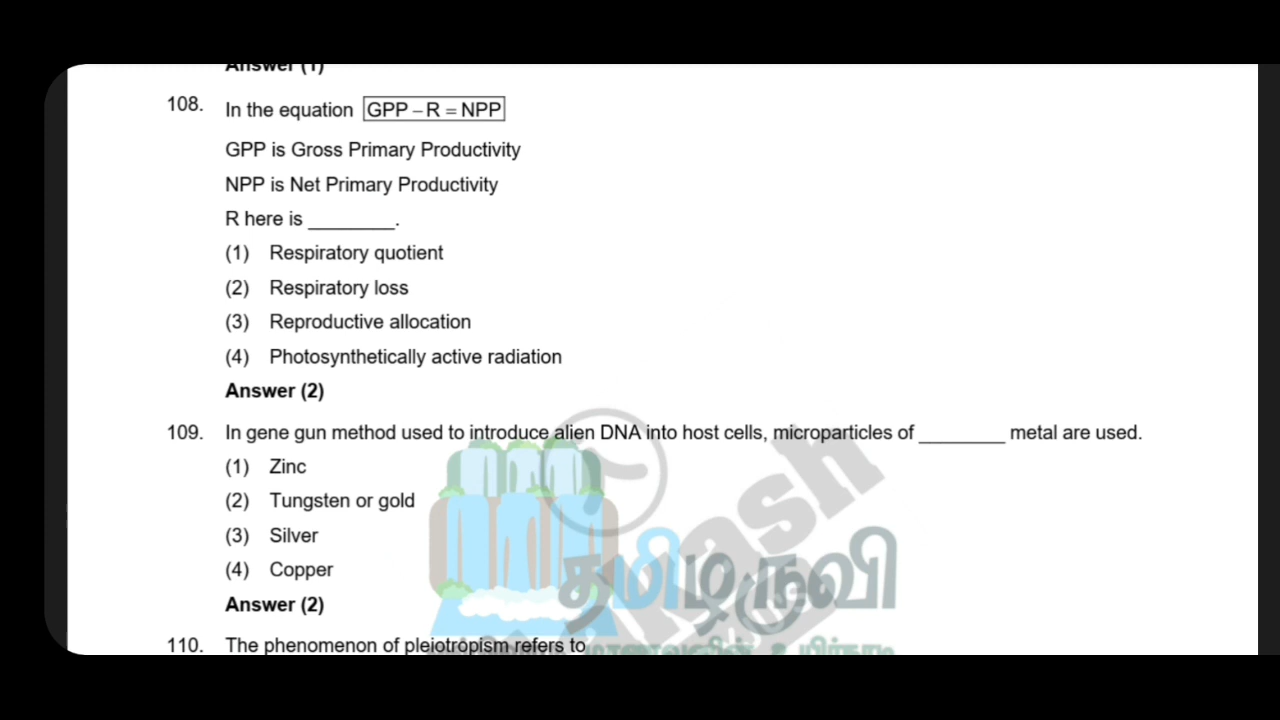 Answer (1)
108. In the equation GPP – R = NPP
GPP is Gross Primary Productivity
NPP is Net Primary Productivity
R here is ________.
(1) Respiratory quotient
(2) Respiratory loss
(3) Reproductive allocation
(4) Photosynthetically active radiation
Answer (2)
109. In gene gun method used to introduce alien DNA into host cells, microparticles of ________ metal are used.
(1) Zinc
(2) Tungsten or gold
(3) Silver
(4) Copper
Answer (2)
தமிழருவி
110. The phenomenon of pleiotropism refers to